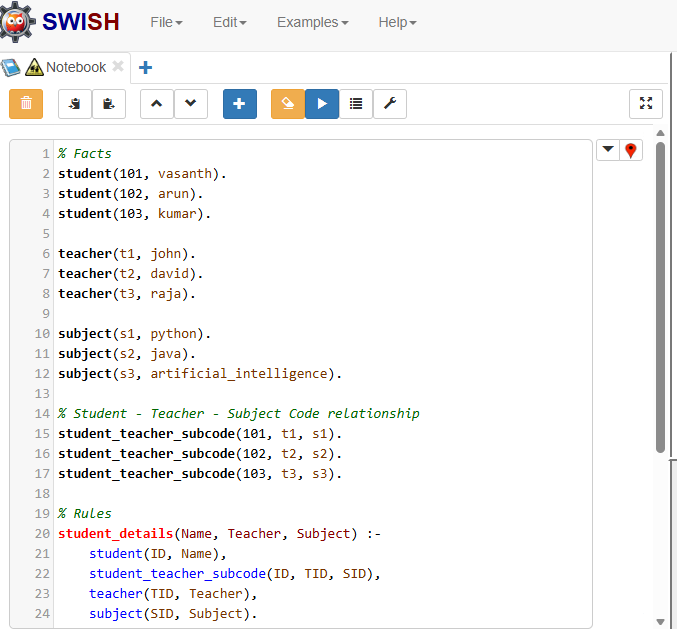 SWISH File Edit Examples Help
Notebook
1 % Facts
2 student(101, vasanth).
3 student(102, arun).
4 student(103, kumar).
5
6 teacher(t1, john).
7 teacher(t2, david).
8 teacher(t3, raja).
9
10 subject(s1, python).
11 subject(s2, java).
12 subject(s3, artificial_intelligence).
13
14 % Student - Teacher - Subject Code relationship
15 student_teacher_subcode(101, t1, s1).
16 student_teacher_subcode(102, t2, s2).
17 student_teacher_subcode(103, t3, s3).
18
19 % Rules
20 student_details(Name, Teacher, Subject) :-
21     student(ID, Name),
22     student_teacher_subcode(ID, TID, SID),
23     teacher(TID, Teacher),
24     subject(SID, Subject).